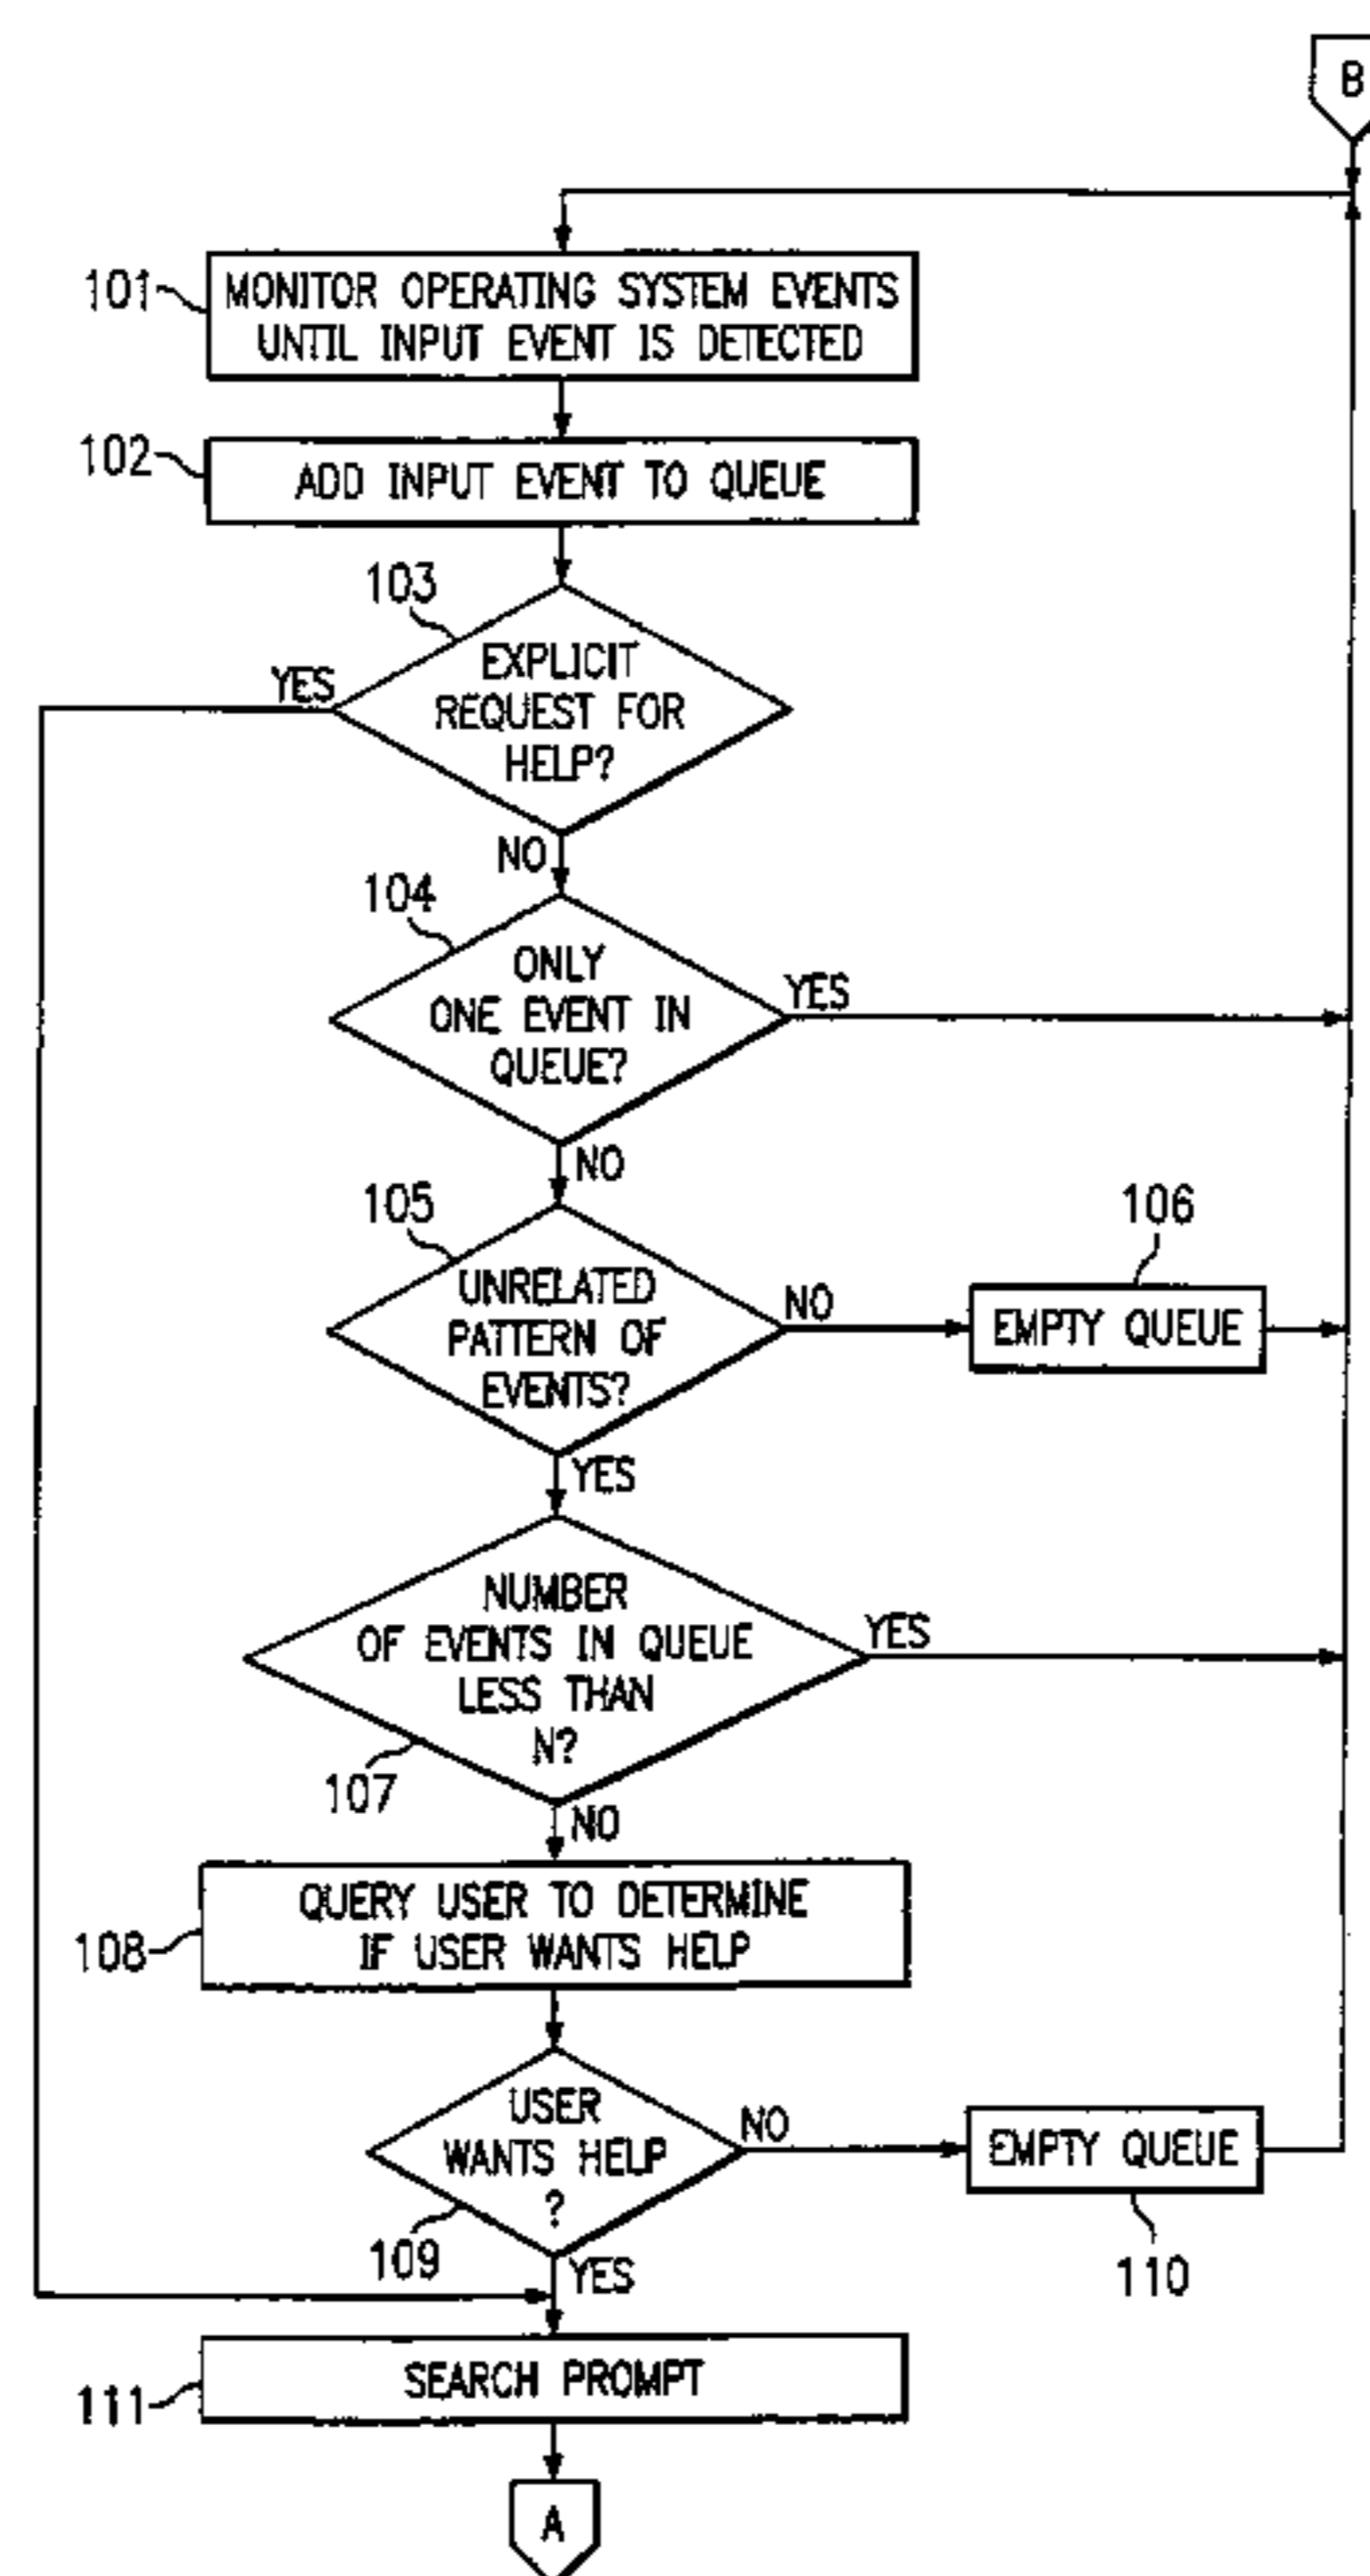 B
101
MONITOR OPERATING SYSTEM EVENTS
UNTIL INPUT EVENT IS DETECTED
102
ADD INPUT EVENT TO QUEUE
103
EXPLICIT
REQUEST FOR
HELP?
YES
NO
104
ONLY
ONE EVENT IN
QUEUE?
YES
NO
105
UNRELATED
PATTERN OF
EVENTS?
NO
106
EMPTY QUEUE
YES
NUMBER
OF EVENTS IN QUEUE
LESS THAN
N?
YES
107
NO
108
QUERY USER TO DETERMINE
IF USER WANTS HELP
USER
WANTS HELP
?
NO
EMPTY QUEUE
109
110
YES
111
SEARCH PROMPT
A